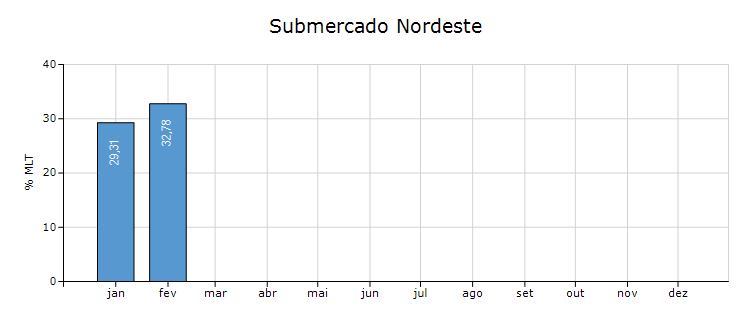 Submercado Nordeste
40
30
20
10
0
% MLT
29,31
32,78
jan fev mar abr mai jun jul ago set out nov dez